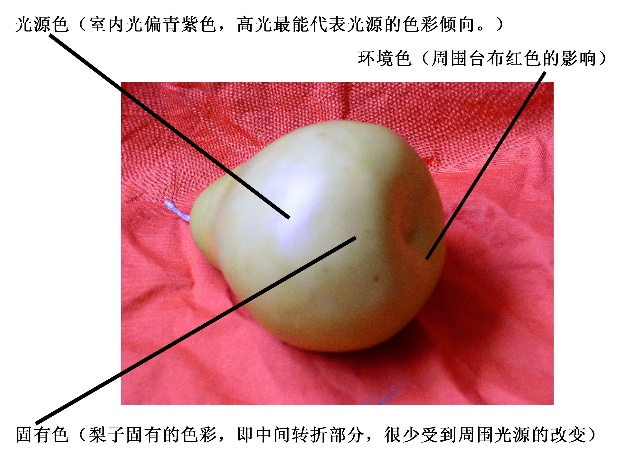 光源色（室内光偏青紫色，高光最能代表光源的色彩倾向。）
环境色（周围台布红色的影响）
固有色（梨子固有的色彩，即中间转折部分，很少受到周围光源的改变）